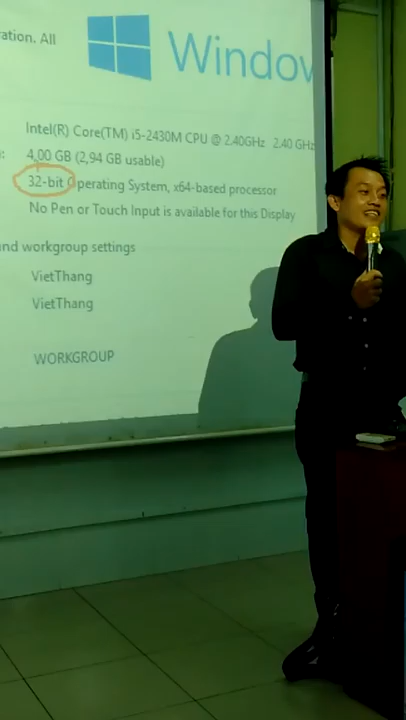 ration. All
Window
Intel(R) Core(TM) i5-2430M CPU @ 2.40GHz 2.40 GHz
4,00 GB (2,94 GB usable)
32-bit Operating System, x64-based processor
No Pen or Touch Input is available for this Display
and workgroup settings
VietThang
VietThang
WORKGROUP